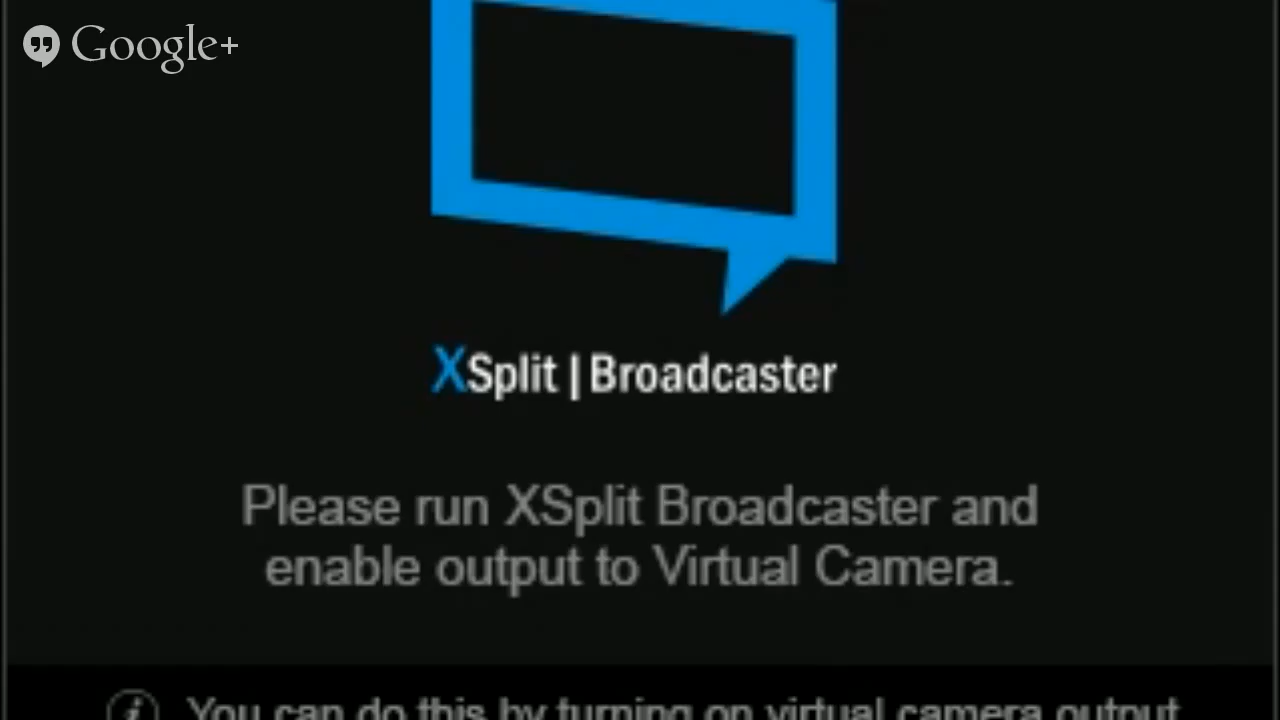 Google+
XSplit | Broadcaster
Please run XSplit Broadcaster and
enable output to Virtual Camera.
You can do this by turning on virtual camera output